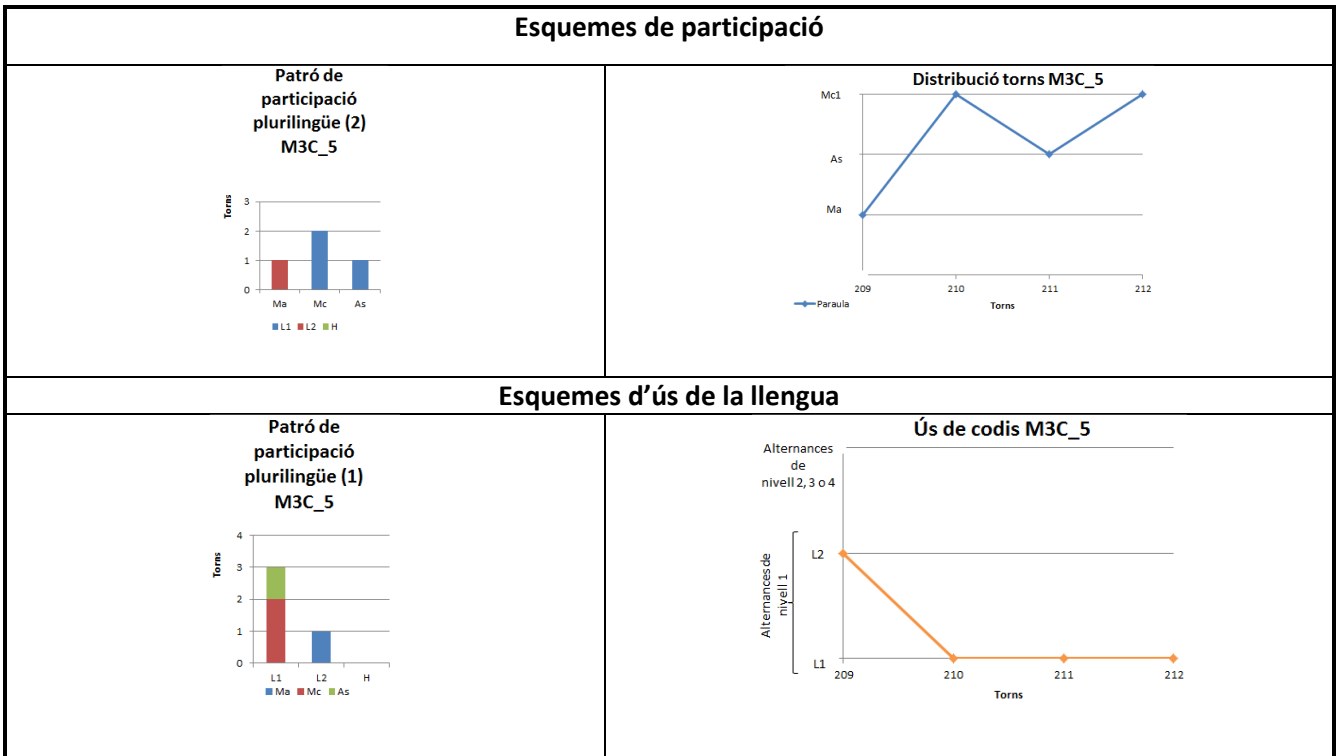 Esquemes de participació
Patró de
participació
plurilingüe (2)
M3C_5
Torns
3
2
1
0
Ma Mc As
L1 L2 H
Distribució torns M3C_5
Mc1
As
Ma
209 210 211 212
Torns
Paraula
Esquemes d’ús de la llengua
Patró de
participació
plurilingüe (1)
M3C_5
Torns
4
3
2
1
0
L1 L2 H
Ma Mc As
Ús de codis M3C_5
Alternances
de
nivell 2, 3 o 4
Alternances de
nivell 1
L2
L1
209 210 211 212
Torns